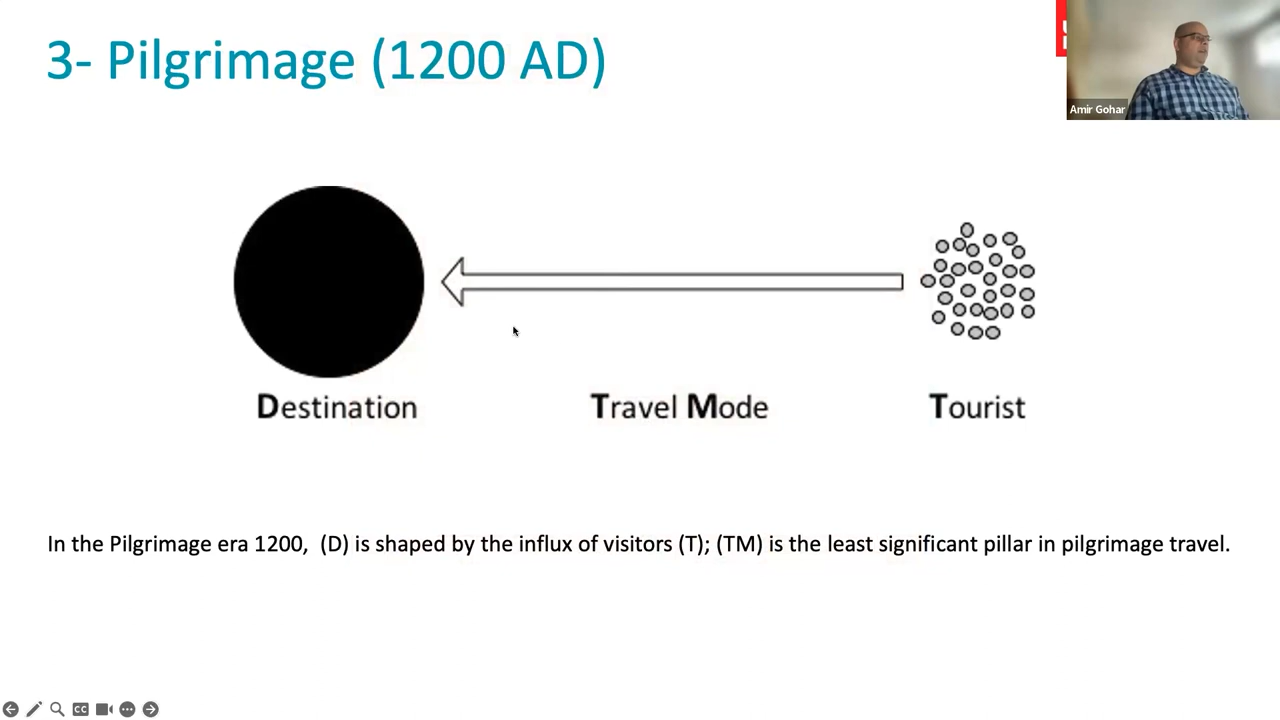 3- Pilgrimage (1200 AD)
Amir Gohar
Destination
Travel Mode
Tourist
In the Pilgrimage era 1200, (D) is shaped by the influx of visitors (T); (TM) is the least significant pillar in pilgrimage travel.
CC